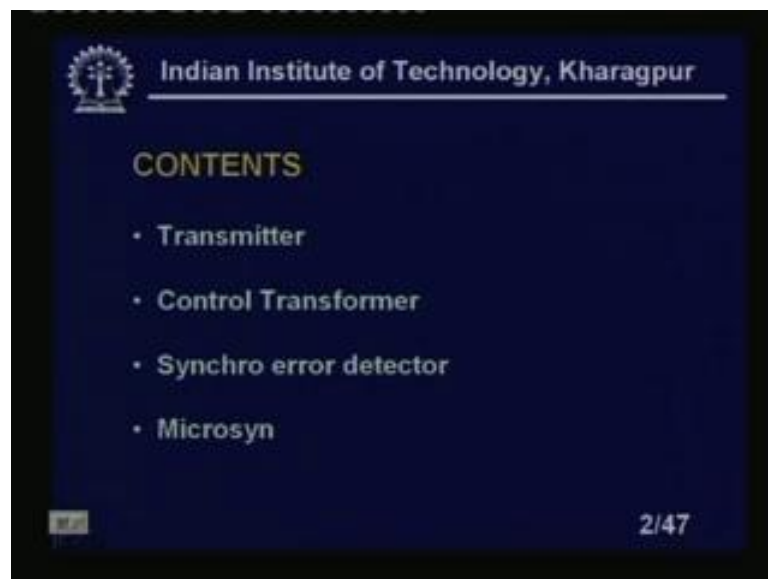 Indian Institute of Technology, Kharagpur
CONTENTS
• Transmitter
• Control Transformer
• Synchro error detector
• Microsyn
2/47